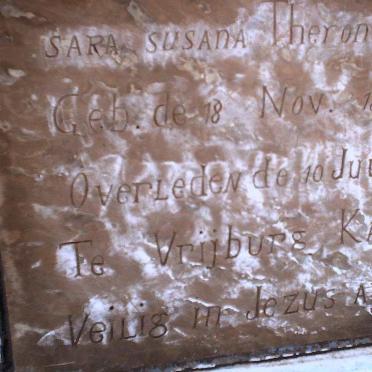 SARA SUSANA Theron
Geb. de 18 Nov.
Overleden de 10
Te Vrijburg
Veilig in Jezus